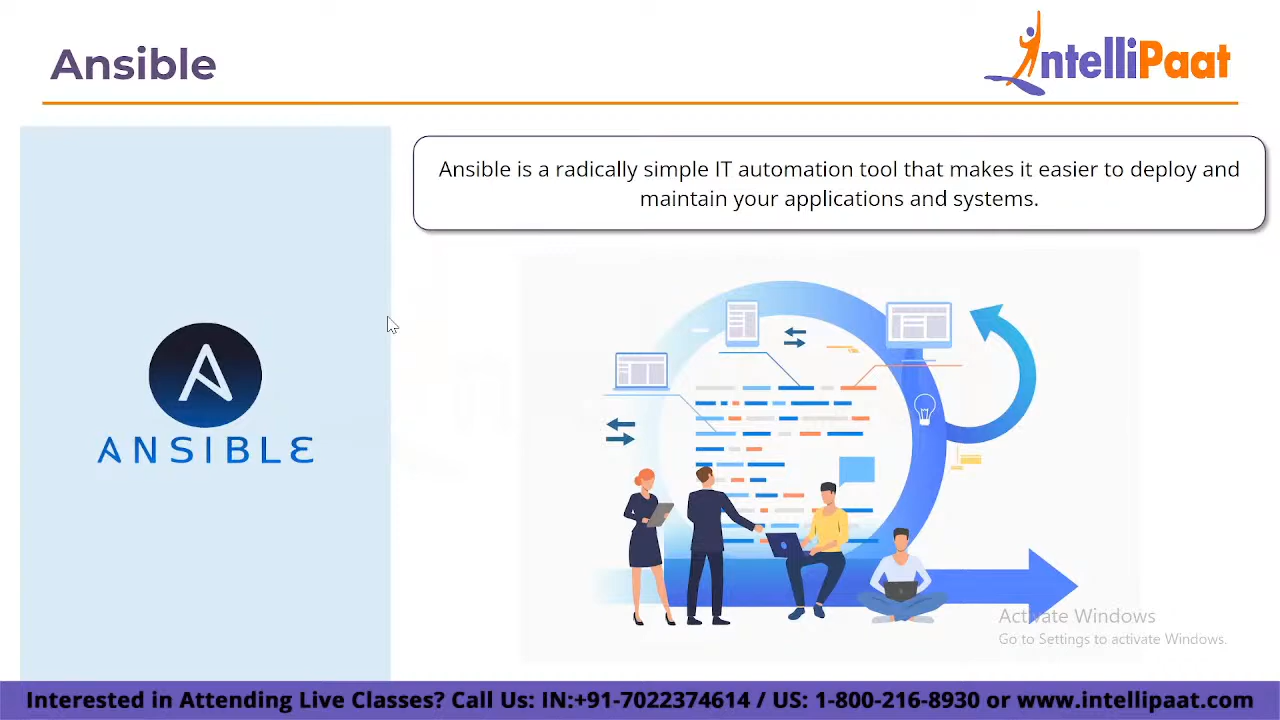 Ansible
IntelliPaat
Ansible is a radically simple IT automation tool that makes it easier to deploy and
maintain your applications and systems.
ANSIBLE
Activate Windows
Go to Settings to activate Windows.
Interested in Attending Live Classes? Call Us: IN:+91-7022374614 / US: 1-800-216-8930 or www.intellipaat.com